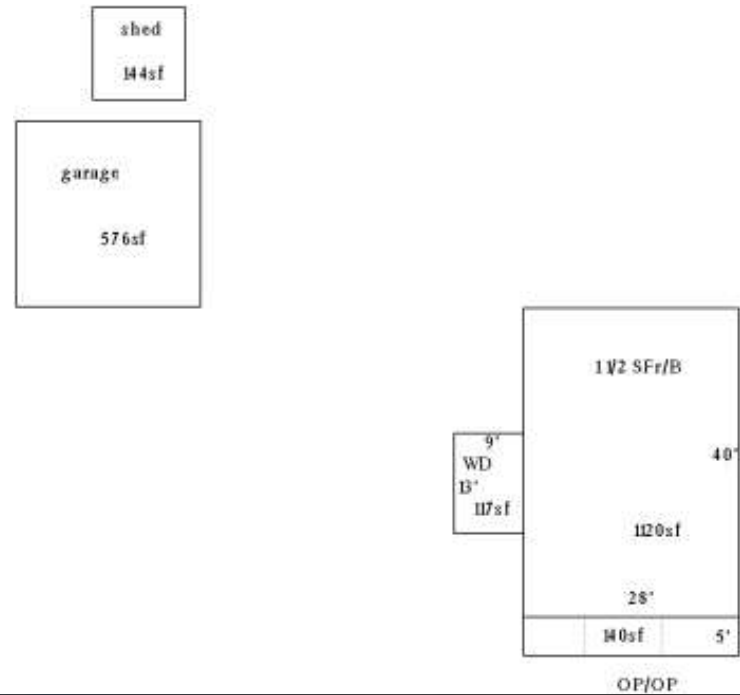 shed
144sf
garage
576sf
1 1/2 SFr/B
9'
WD
40'
13'
117sf
1120sf
28'
140sf
5'
OP/OP